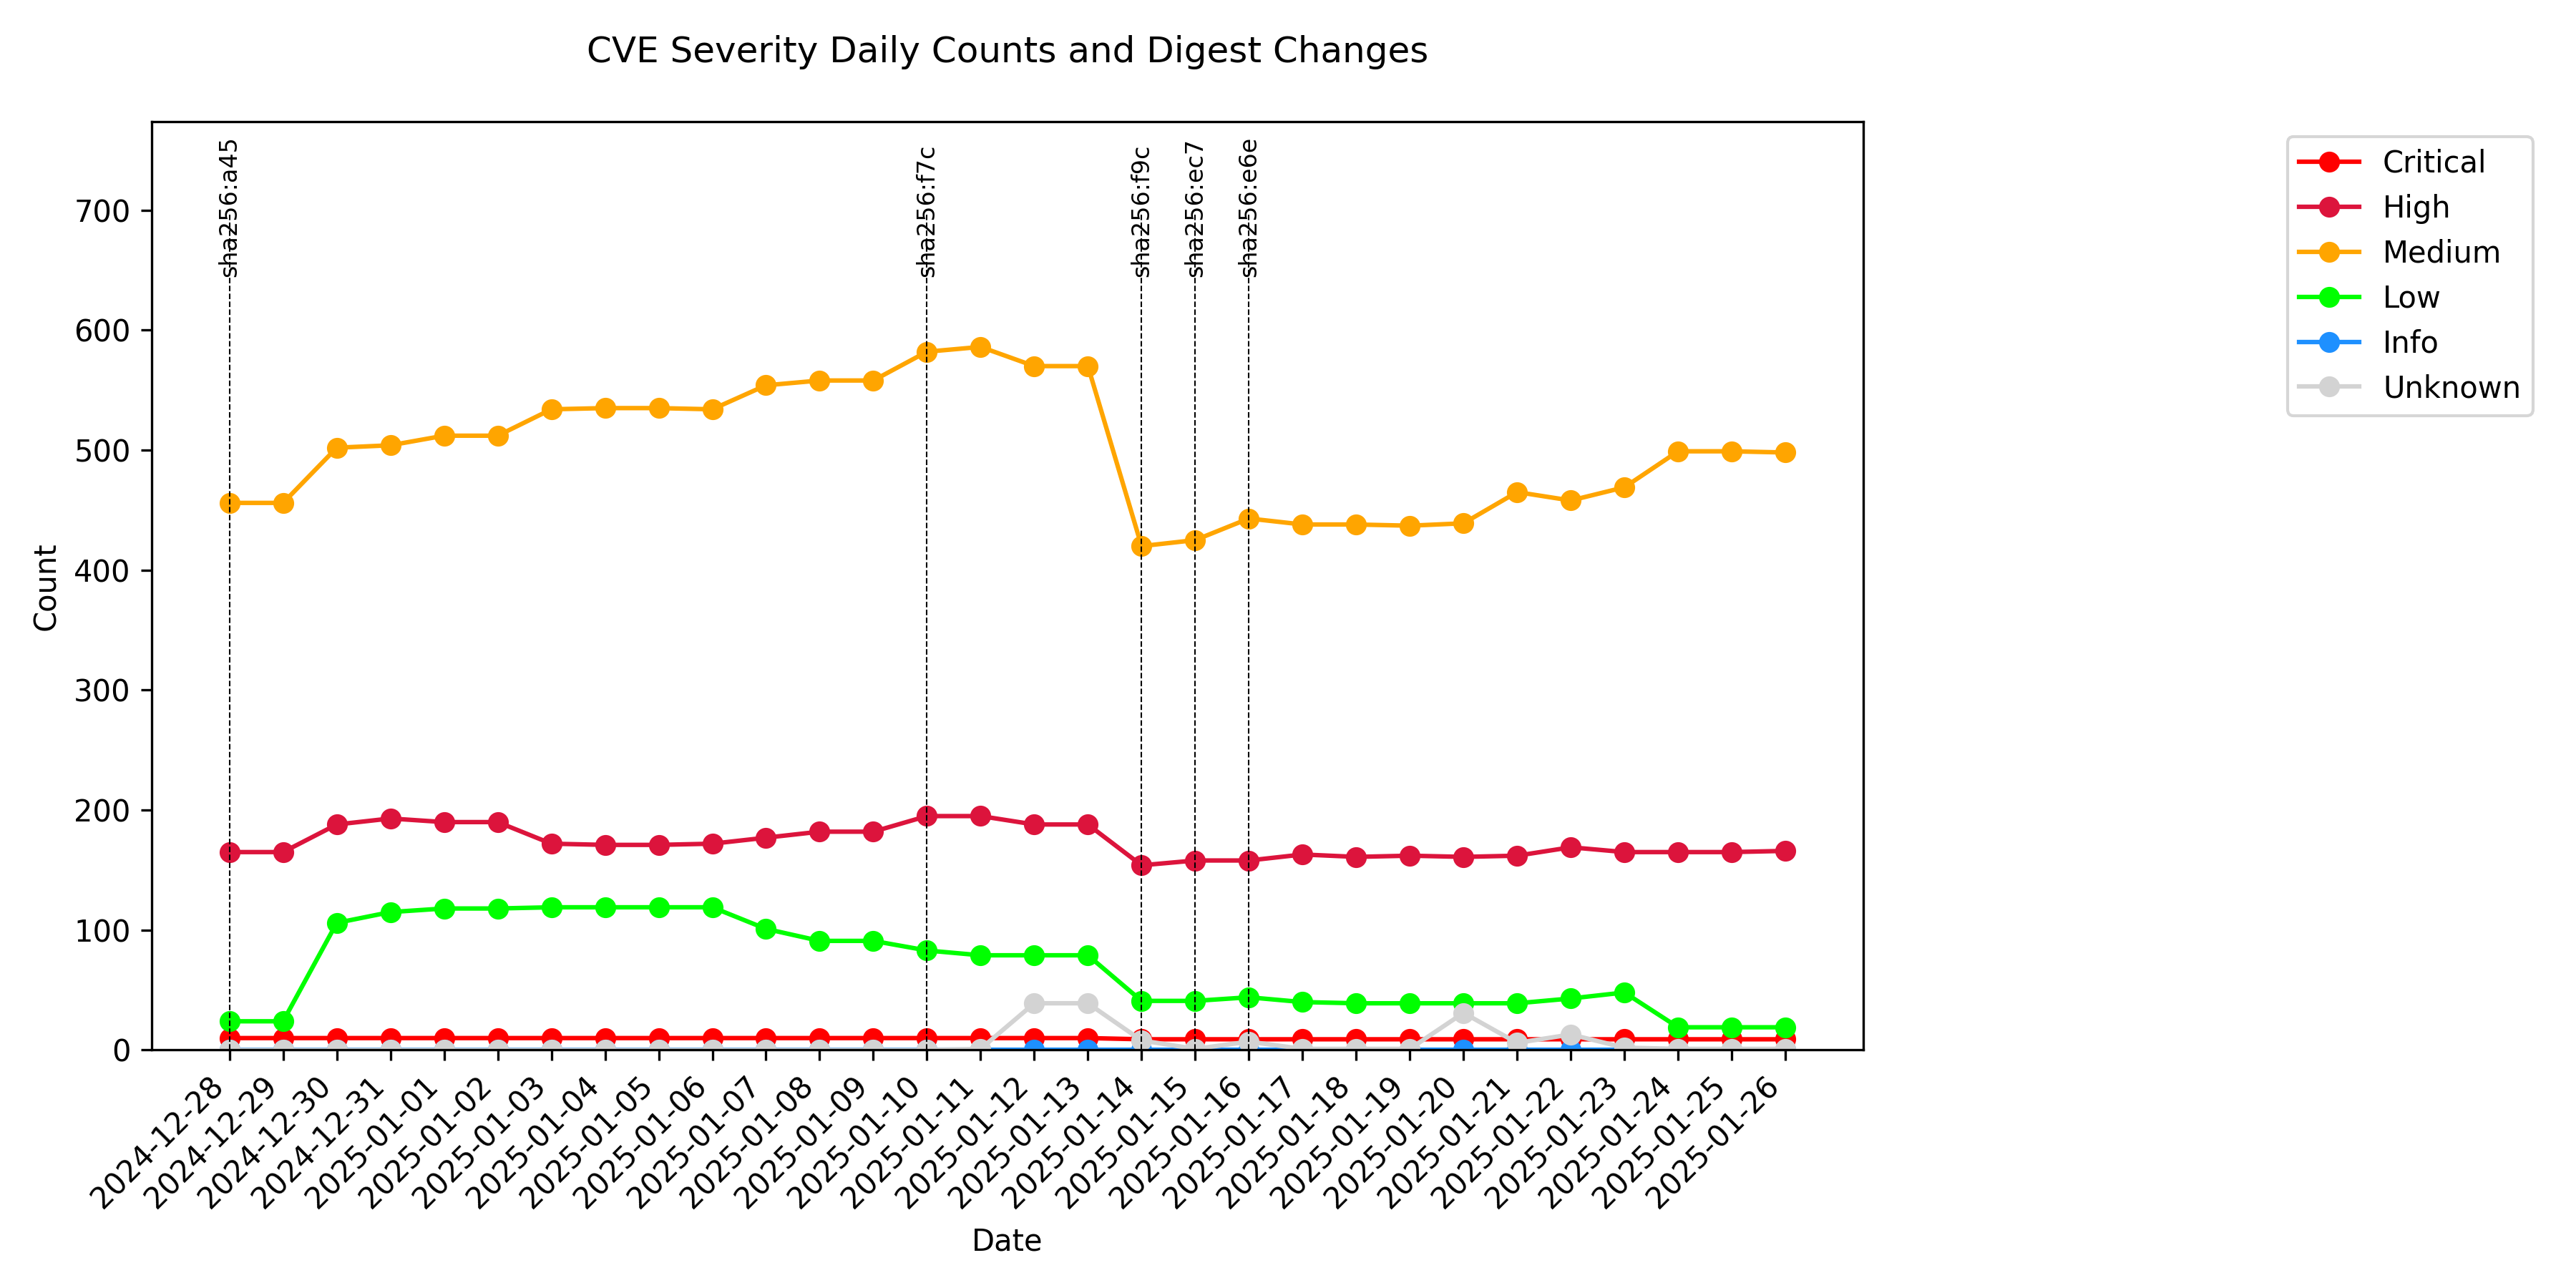 CVE Severity Daily Counts and Digest Changes
sha256:a45
sha256:f7c
sha256:f9c
sha256:ec7
sha256:e6e
Critical
High
Medium
Low
Info
Unknown
Count
700
600
500
400
300
200
100
0
2024-12-28
2024-12-29
2024-12-30
2024-12-31
2025-01-01
2025-01-02
2025-01-03
2025-01-04
2025-01-05
2025-01-06
2025-01-07
2025-01-08
2025-01-09
2025-01-10
2025-01-11
2025-01-12
2025-01-13
2025-01-14
2025-01-15
2025-01-16
2025-01-17
2025-01-18
2025-01-19
2025-01-20
2025-01-21
2025-01-22
2025-01-23
2025-01-24
2025-01-25
2025-01-26
Date